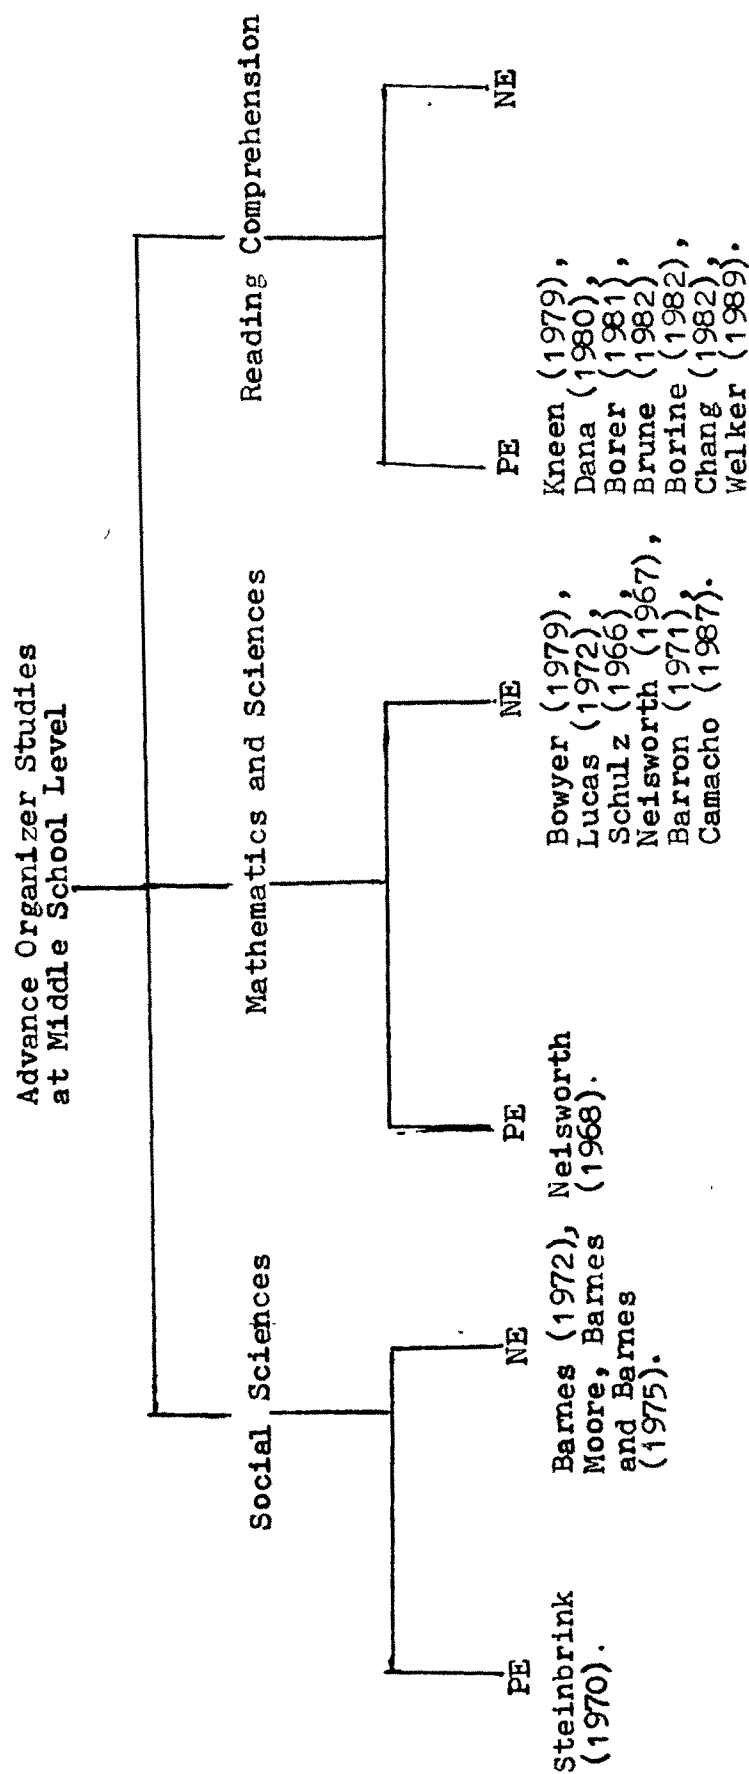 Advance Organizer Studies
at Middle School Level
Social Sciences
Mathematics and Sciences
Reading Comprehension
PE
NE
PE
NE
PE
NE
Steinbrink
(1970).
Barnes (1972),
Moore, Barnes
and Barnes
(1975).
Neisworth
(1968).
Bowyer (1979),
Lucas (1972),
Schulz (1966),
Neisworth (1967),
Barron (1971),
Camacho (1987).
Kneen (1979),
Dana (1980),
Borer (1981),
Brune (1982)
Borine (1982),
Chang (1982),
Welker (1989).